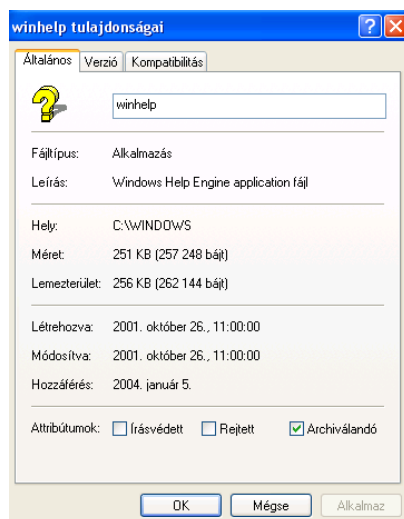 winhelp tulajdonságai
Általános Verzió Kompatibilitás
winhelp
Fájltípus: Alkalmazás
Leírás: Windows Help Engine application fájl
Hely: C:\WINDOWS
Méret: 251 KB (257 248 bájt)
Lemezterület: 256 KB (262 144 bájt)
Létrehozva: 2001. október 26., 11:00:00
Módosítva: 2001. október 26., 11:00:00
Hozzáférés: 2004. január 5.
Attribútumok: Írásvédett Rejtett Archiválandó
OK Mégse Alkalmaz